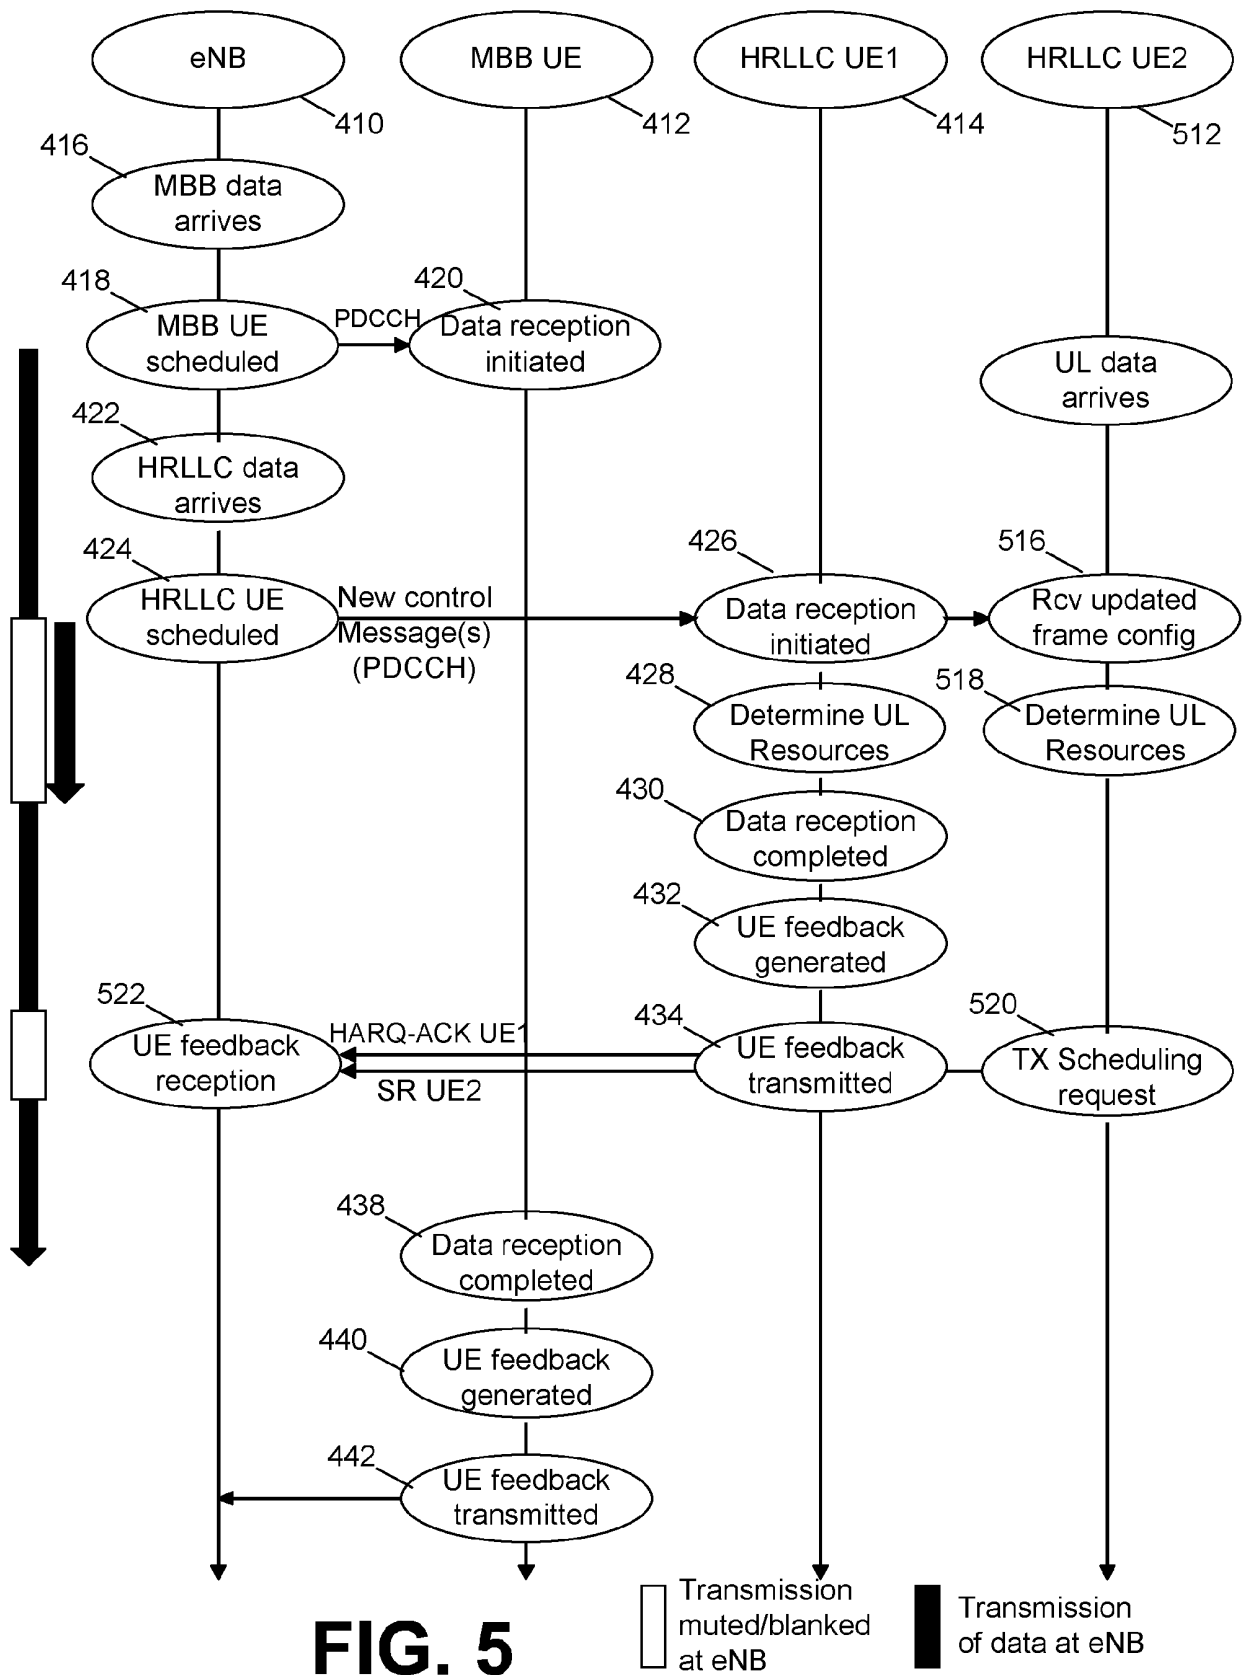 eNB
MBB UE
HRLLC UE1
HRLLC UE2
410
412
414
512
416
MBB data
arrives
418
MBB UE
scheduled
PDCCH
420
Data reception
initiated
UL data
arrives
422
HRLLC data
arrives
424
HRLLC UE
scheduled
New control
Message(s)
(PDCCH)
426
Data reception
initiated
516
Rcv updated
frame config
428
Determine UL
Resources
518
Determine UL
Resources
430
Data reception
completed
432
UE feedback
generated
522
UE feedback
reception
HARQ-ACK UE1
SR UE2
434
UE feedback
transmitted
520
TX Scheduling
request
438
Data reception
completed
440
UE feedback
generated
442
UE feedback
transmitted
FIG. 5
Transmission
muted/blanked
at eNB
Transmission
of data at eNB